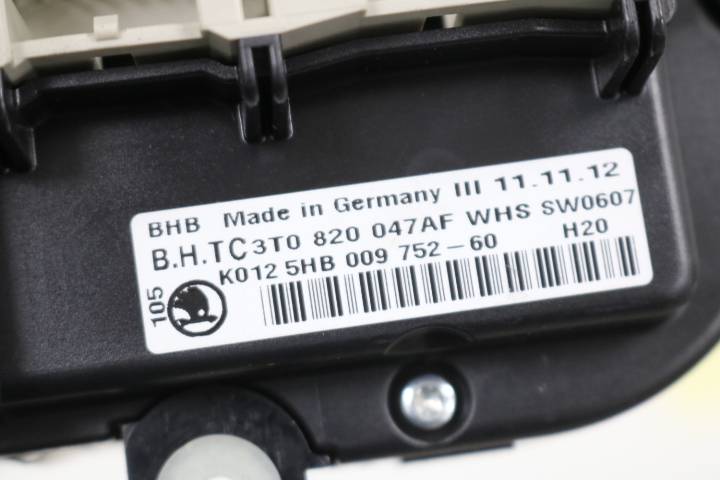 BHB Made in Germany III 11.11.12
B.H.TC 3T0 820 047AF WHS SW0607
K012 5HB 009 752-60 H20
105